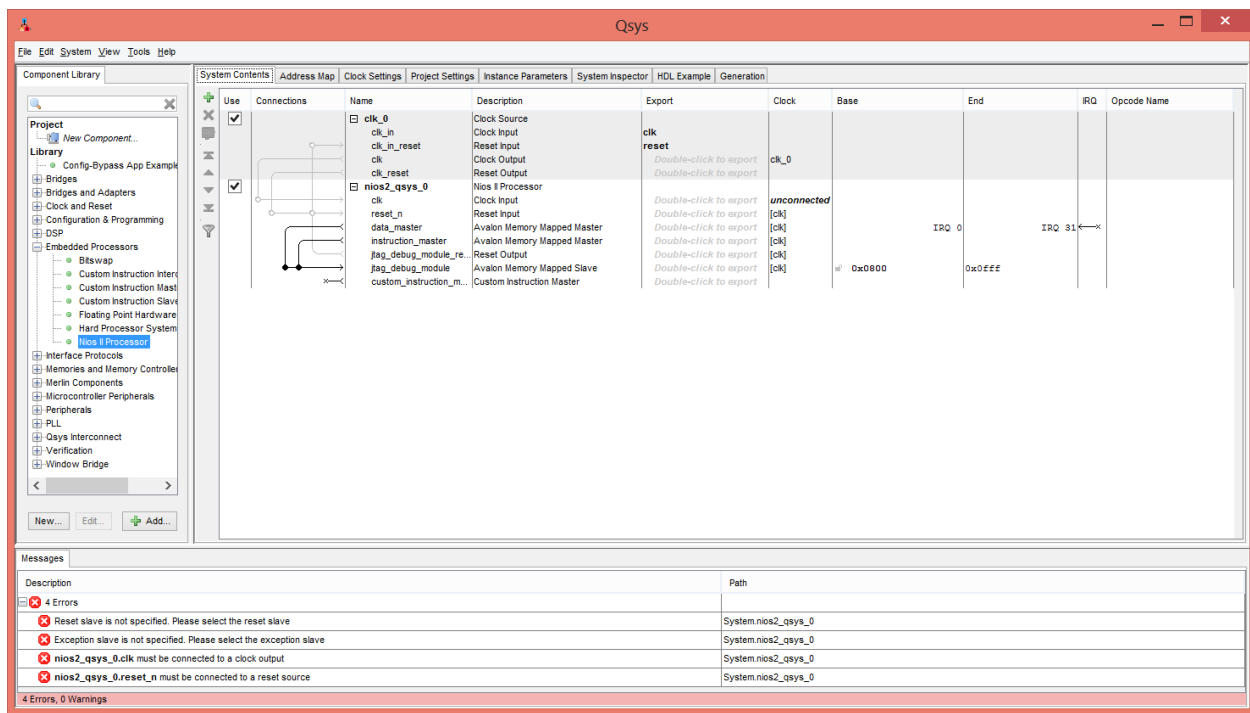 Qsys
File Edit System View Tools Help
Component Library
System Contents Address Map Clock Settings Project Settings Instance Parameters System Inspector HDL Example Generation
Project
New Component...
Library
Config-Bypass App Example
Bridges
Bridges and Adapters
Clock and Reset
Configuration & Programming
DSP
Embedded Processors
Bitswap
Custom Instruction Interc
Custom Instruction Mast
Custom Instruction Slave
Floating Point Hardware
Hard Processor System
Nios II Processor
Interface Protocols
Memories and Memory Controller
Merlin Components
Microcontroller Peripherals
Peripherals
PLL
Qsys Interconnect
Verification
Window Bridge
New... Edit... Add...
Use Connections Name Description Export Clock Base End IRQ Opcode Name
clk_0 Clock Source
clk_in Clock Input clk
clk_in_reset Reset Input reset
clk Clock Output Double-click to export clk_0
clk_reset Reset Output Double-click to export
nios2_qsys_0 Nios II Processor
clk Clock Input Double-click to export unconnected
reset_n Reset Input Double-click to export [clk]
data_master Avalon Memory Mapped Master Double-click to export [clk] IRQ 0 IRQ 31
instruction_master Avalon Memory Mapped Master Double-click to export [clk]
jtag_debug_module_re... Reset Output Double-click to export [clk]
jtag_debug_module Avalon Memory Mapped Slave Double-click to export [clk] 0x0800 0x0fff
custom_instruction_m... Custom Instruction Master Double-click to export
Messages
Description Path
4 Errors
Reset slave is not specified. Please select the reset slave System.nios2_qsys_0
Exception slave is not specified. Please select the exception slave System.nios2_qsys_0
nios2_qsys_0.clk must be connected to a clock output System.nios2_qsys_0
nios2_qsys_0.reset_n must be connected to a reset source System.nios2_qsys_0
4 Errors, 0 Warnings